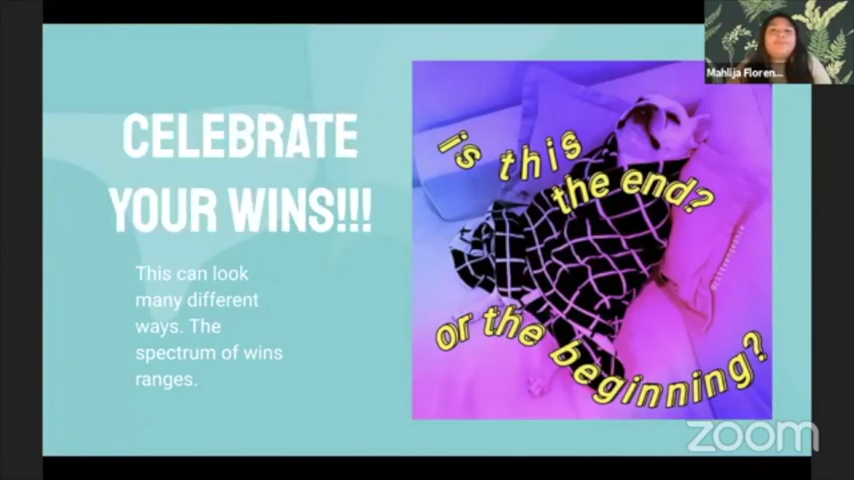 Mahlija Floren...
CELEBRATE
YOUR WINS!!!
This can look
many different
ways. The
spectrum of wins
ranges.
is this
the end?
or the beginning?
zoom